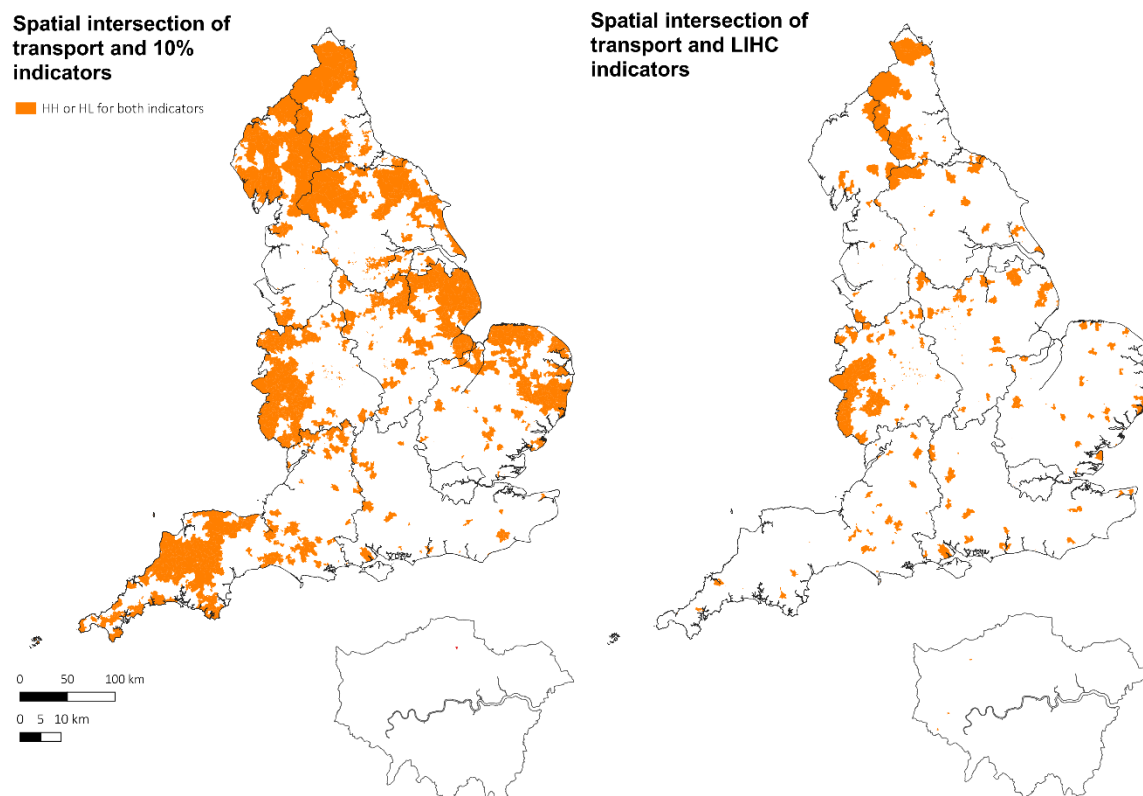 Spatial intersection of
transport and 10%
indicators
HH or HL for both indicators
Spatial intersection of
transport and LIHC
indicators
0 50 100 km
0 5 10 km